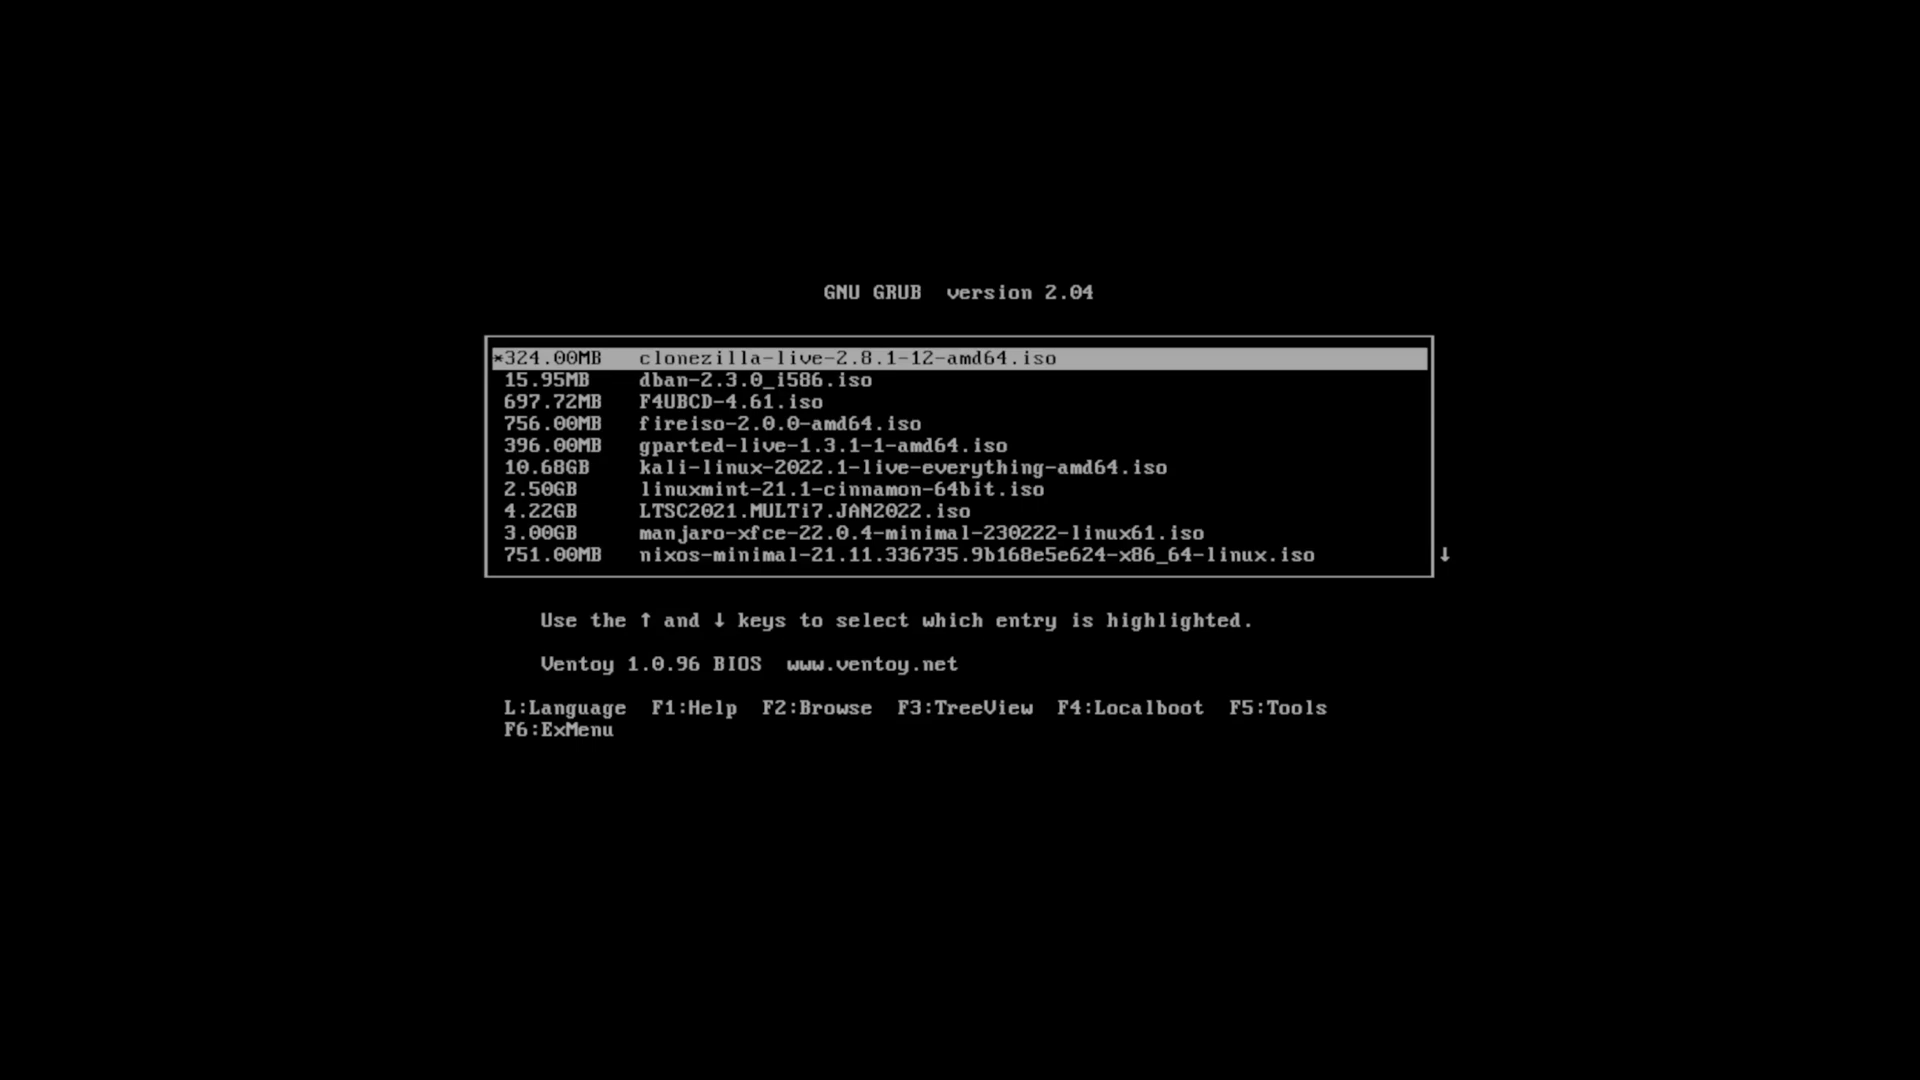 GNU GRUB  version 2.04
*324.00MB   clonezilla-live-2.8.1-12-amd64.iso
15.95MB    dban-2.3.0_i586.iso
697.72MB   F4UBCD-4.61.iso
756.00MB   fireiso-2.0.0-amd64.iso
396.00MB   gparted-live-1.3.1-1-amd64.iso
10.68GB    kali-linux-2022.1-live-everything-amd64.iso
2.50GB     linuxmint-21.1-cinnamon-64bit.iso
4.22GB     LTSC2021.MULTi7.JAN2022.iso
3.00GB     manjaro-xfce-22.0.4-minimal-230222-linux61.iso
751.00MB   nixos-minimal-21.11.336735.9b168e5e624-x86_64-linux.iso ↓
Use the ↑ and ↓ keys to select which entry is highlighted.
Ventoy 1.0.96 BIOS  www.ventoy.net
L:Language  F1:Help  F2:Browse  F3:TreeView  F4:Localboot  F5:Tools
F6:ExMenu